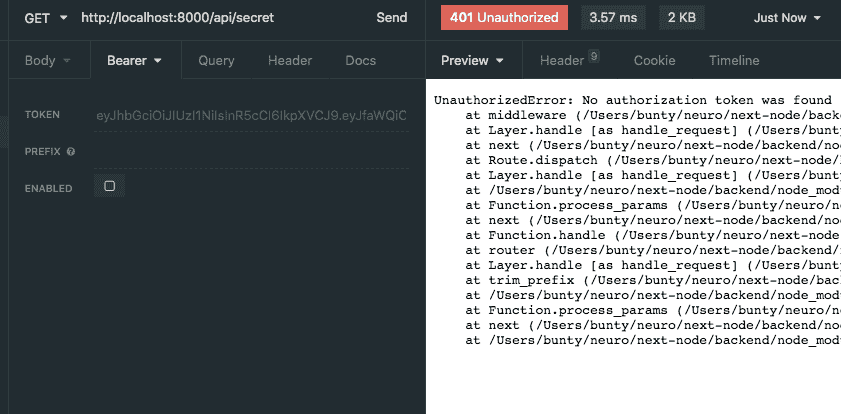 GET http://localhost:8000/api/secret Send 401 Unauthorized 3.57 ms 2 KB Just Now
Body Bearer Query Header Docs Preview Header 9 Cookie Timeline
TOKEN eyJhbGciOiJIUzI1NiIsInR5cCI6IkpXVCJ9.eyJfaWQiO
PREFIX
ENABLED
UnauthorizedError: No authorization token was found
at middleware (/Users/bunty/neuro/next-node/back
at Layer.handle [as handle_request] (/Users/bunt
at next (/Users/bunty/neuro/next-node/backend/no
at Route.dispatch (/Users/bunty/neuro/next-node/
at Layer.handle [as handle_request] (/Users/bunt
at /Users/bunty/neuro/next-node/backend/node_mod
at Function.process_params (/Users/bunty/neuro/n
at next (/Users/bunty/neuro/next-node/backend/no
at Function.handle (/Users/bunty/neuro/next-node
at router (/Users/bunty/neuro/next-node/backend/
at Layer.handle [as handle_request] (/Users/bunt
at trim_prefix (/Users/bunty/neuro/next-node/bac
at /Users/bunty/neuro/next-node/backend/node_mod
at Function.process_params (/Users/bunty/neuro/n
at next (/Users/bunty/neuro/next-node/backend/no
at /Users/bunty/neuro/next-node/backend/node_mod